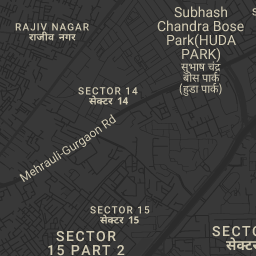 Subhash
Chandra Bose
Park(HUDA
PARK)
सुभाष चंद्र
बोस पार्क
(हुडा पार्क)
RAJIV NAGAR
राजीव नगर
SECTOR 14
सेक्टर 14
Mehrauli-Gurgaon Rd
SECTOR 15
सेक्टर 15
SECTOR
15 PART 2